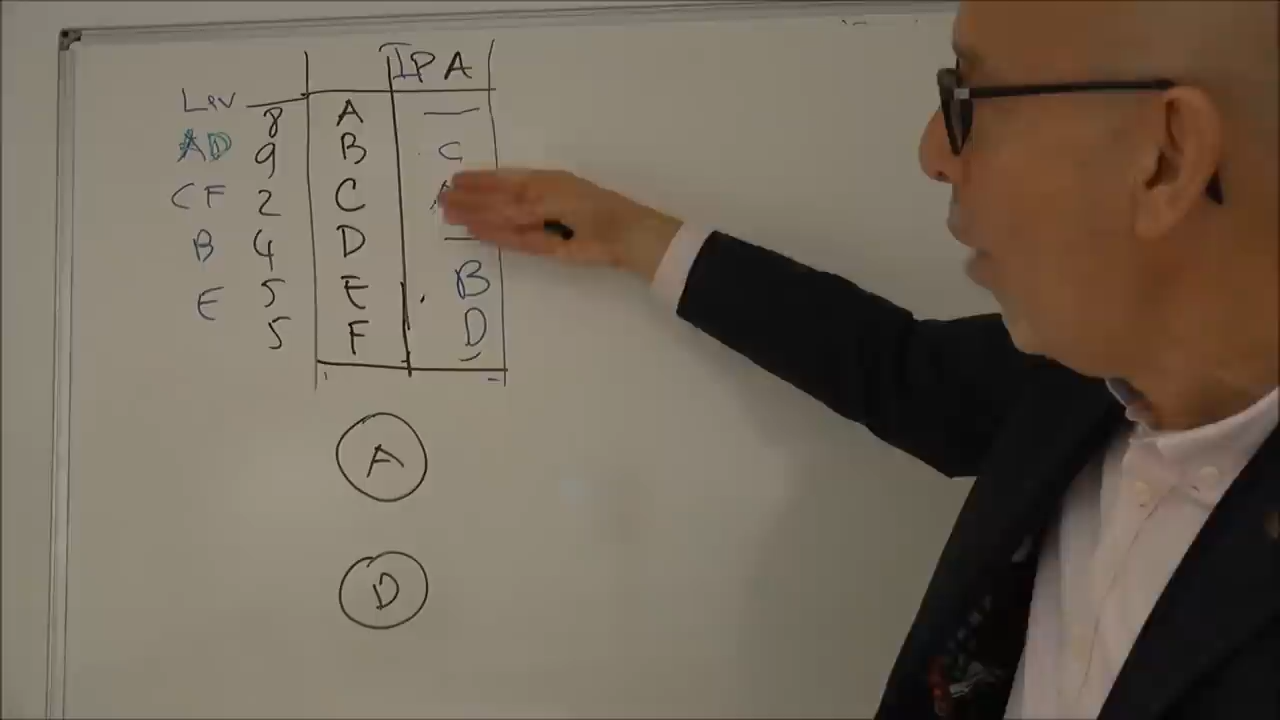 IPA
Lev 8 A —
AD 9 B C
CF 2 C A
B 4 D —
E 5 E B
5 F D
A
D